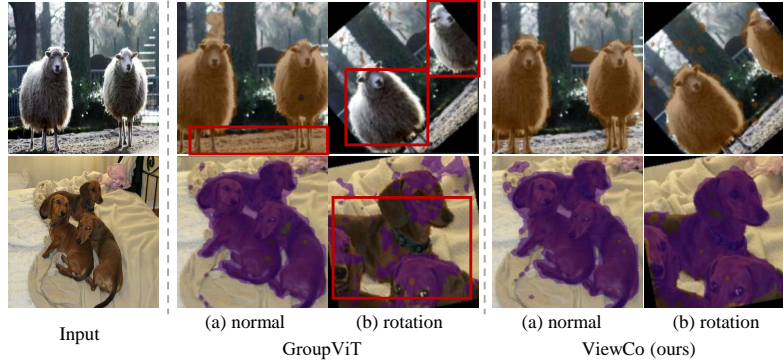 (a) normal (b) rotation (a) normal (b) rotation
Input
GroupViT ViewCo (ours)